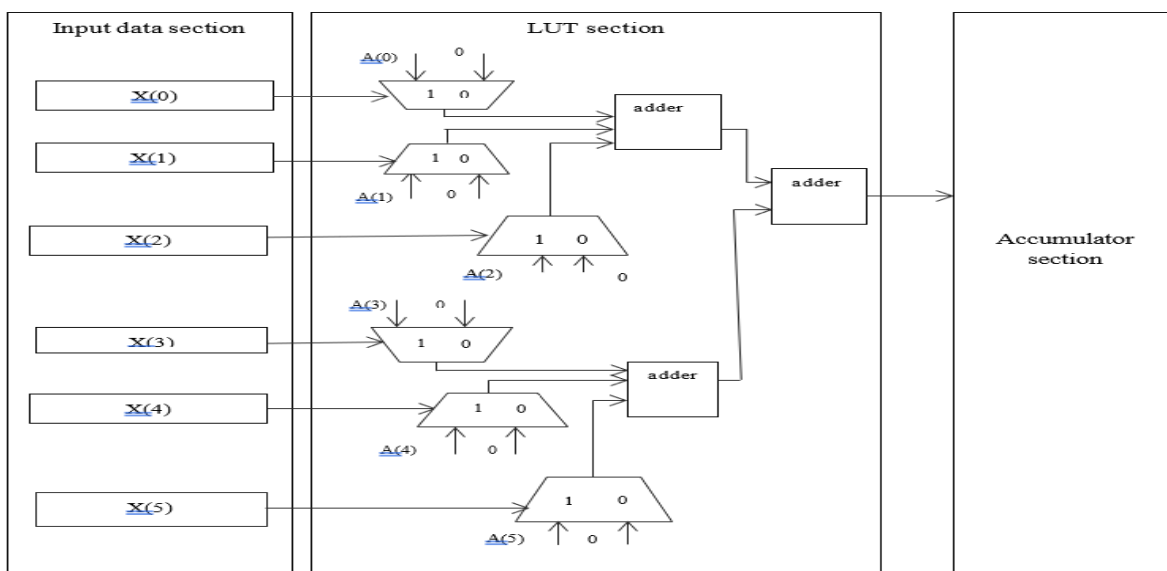 Input data section
LUT section
A(0) 0
X(0)
1 0
adder
X(1)
1 0
A(1) 0
adder
X(2)
1 0
A(2) 0
Accumulator
section
A(3) 0
X(3)
1 0
adder
X(4)
1 0
A(4) 0
X(5)
1 0
A(5) 0